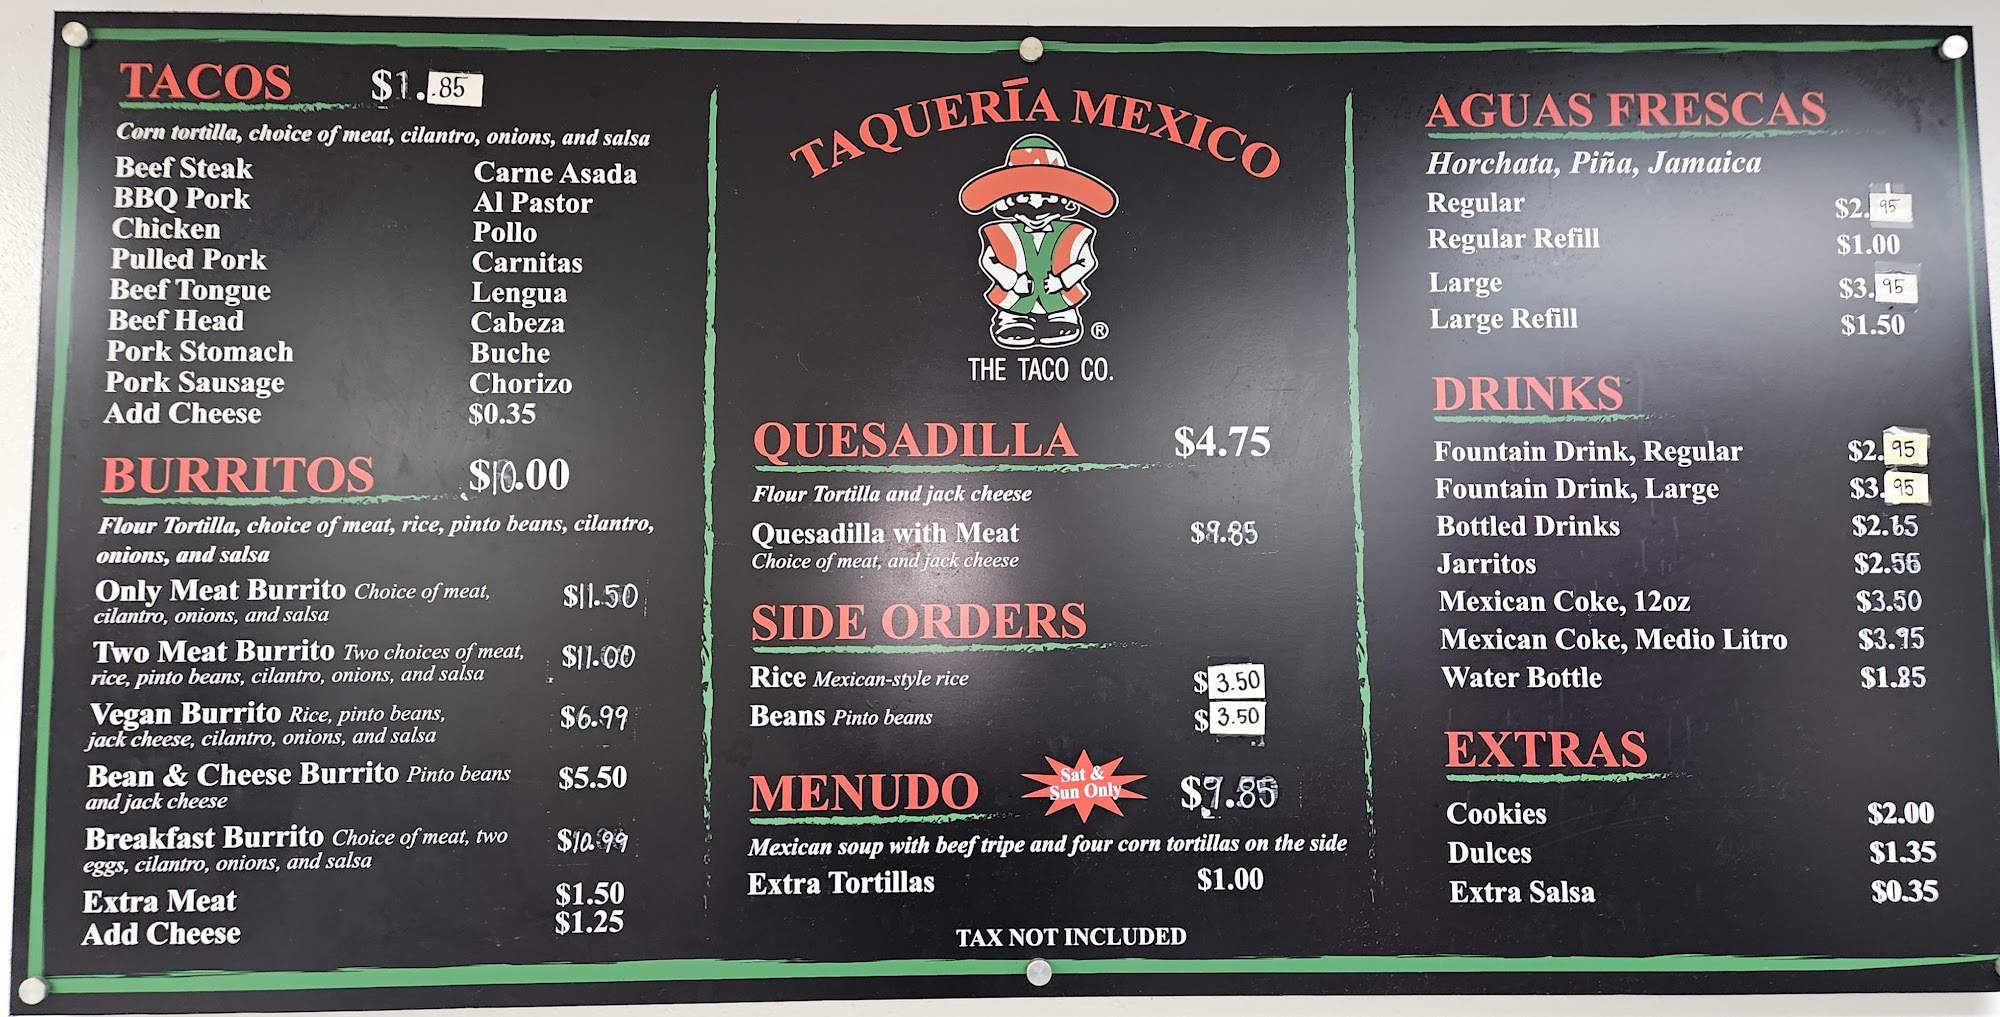 TACOS $1.85
Corn tortilla, choice of meat, cilantro, onions, and salsa
Beef Steak Carne Asada
BBQ Pork Al Pastor
Chicken Pollo
Pulled Pork Carnitas
Beef Tongue Lengua
Beef Head Cabeza
Pork Stomach Buche
Pork Sausage Chorizo
Add Cheese $0.35
BURRITOS $10.00
Flour Tortilla, choice of meat, rice, pinto beans, cilantro,
onions, and salsa
Only Meat Burrito Choice of meat, $11.50
cilantro, onions, and salsa
Two Meat Burrito Two choices of meat, $11.00
rice, pinto beans, cilantro, onions, and salsa
Vegan Burrito Rice, pinto beans, $6.99
jack cheese, cilantro, onions, and salsa
Bean & Cheese Burrito Pinto beans $5.50
and jack cheese
Breakfast Burrito Choice of meat, two $10.99
eggs, cilantro, onions, and salsa
Extra Meat $1.50
Add Cheese $1.25
TAQUERÍA MEXICO
®
THE TACO CO.
QUESADILLA $4.75
Flour Tortilla and jack cheese
Quesadilla with Meat $9.85
Choice of meat, and jack cheese
SIDE ORDERS
Rice Mexican-style rice $3.50
Beans Pinto beans $3.50
MENUDO Sat & $9.85
Sun Only
Mexican soup with beef tripe and four corn tortillas on the side
Extra Tortillas $1.00
TAX NOT INCLUDED
AGUAS FRESCAS
Horchata, Piña, Jamaica
Regular $2.95
Regular Refill $1.00
Large $3.95
Large Refill $1.50
DRINKS
Fountain Drink, Regular $2.95
Fountain Drink, Large $3.95
Bottled Drinks
Jarritos
Mexican Coke, 12oz $3.50
Mexican Coke, Medio Litro $3.95
Water Bottle $1.85
EXTRAS
Cookies $2.00
Dulces $1.35
Extra Salsa $0.35